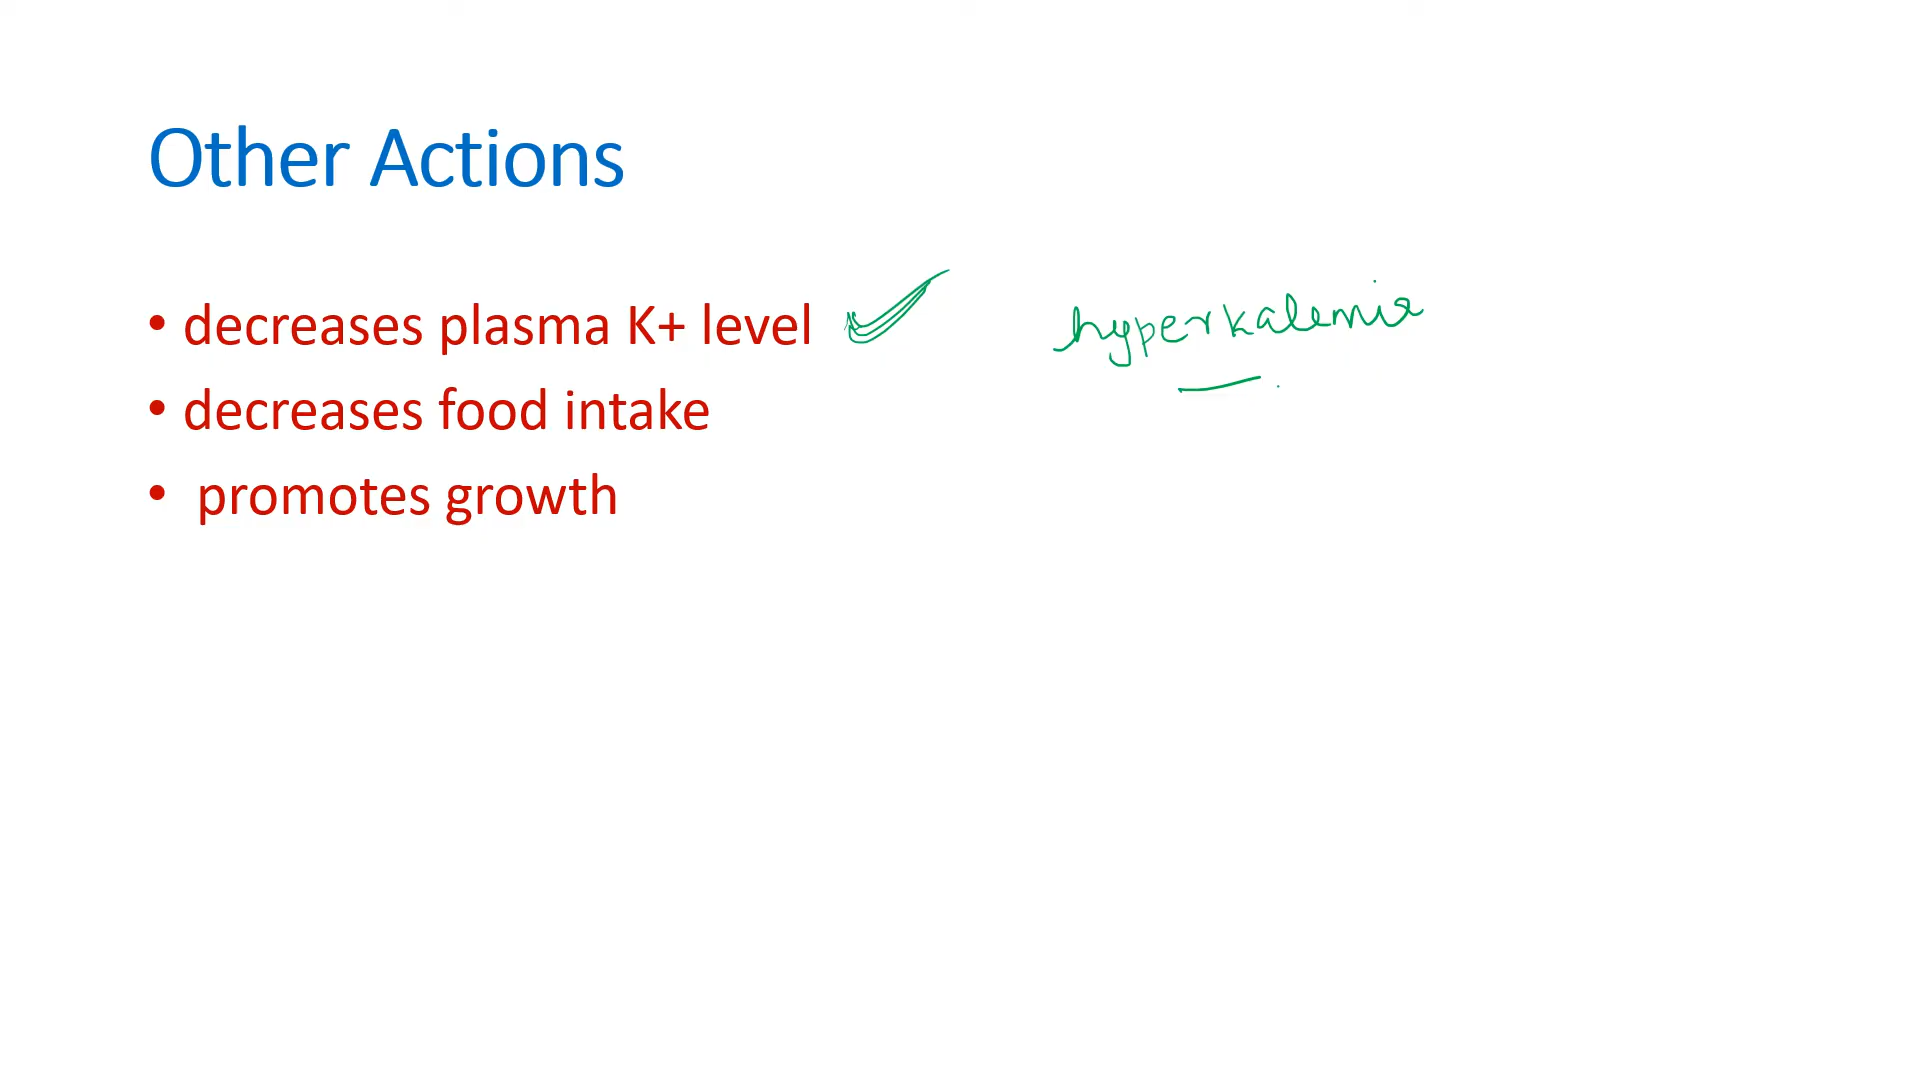 Other Actions
• decreases plasma K+ level hyperkalemia
• decreases food intake
• promotes growth